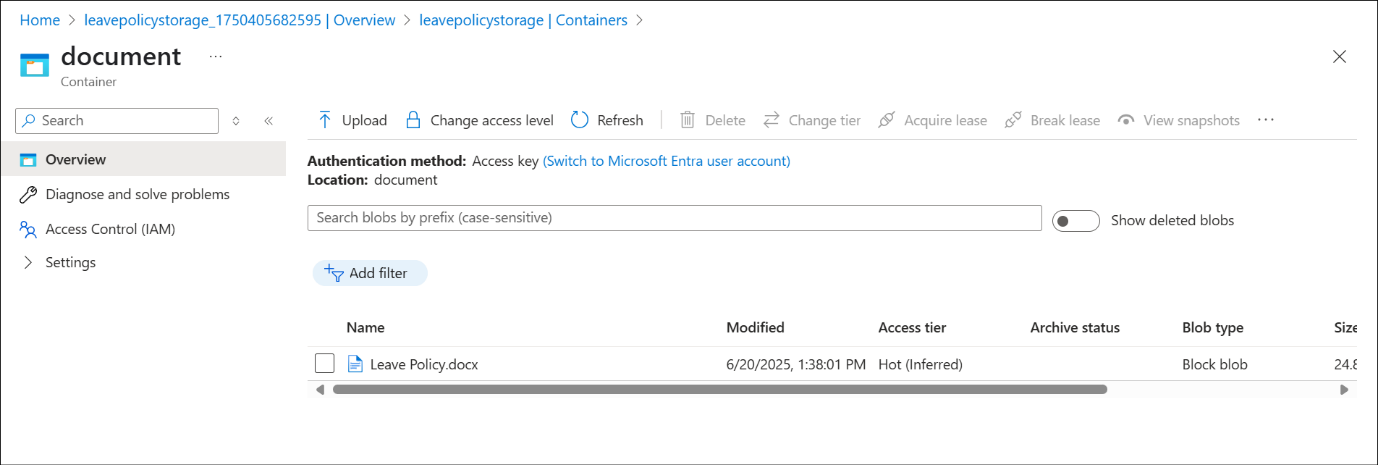 Home > leavepolicystorage_1750405682595 | Overview > leavepolicystorage | Containers >
document ...
Container
Search
Upload Change access level Refresh Delete Change tier Acquire lease Break lease View snapshots ...
Overview
Authentication method: Access key (Switch to Microsoft Entra user account)
Location: document
Diagnose and solve problems
Search blobs by prefix (case-sensitive) Show deleted blobs
Access Control (IAM)
Settings
Add filter
Name Modified Access tier Archive status Blob type Size
Leave Policy.docx 6/20/2025, 1:38:01 PM Hot (Inferred) Block blob 24.8